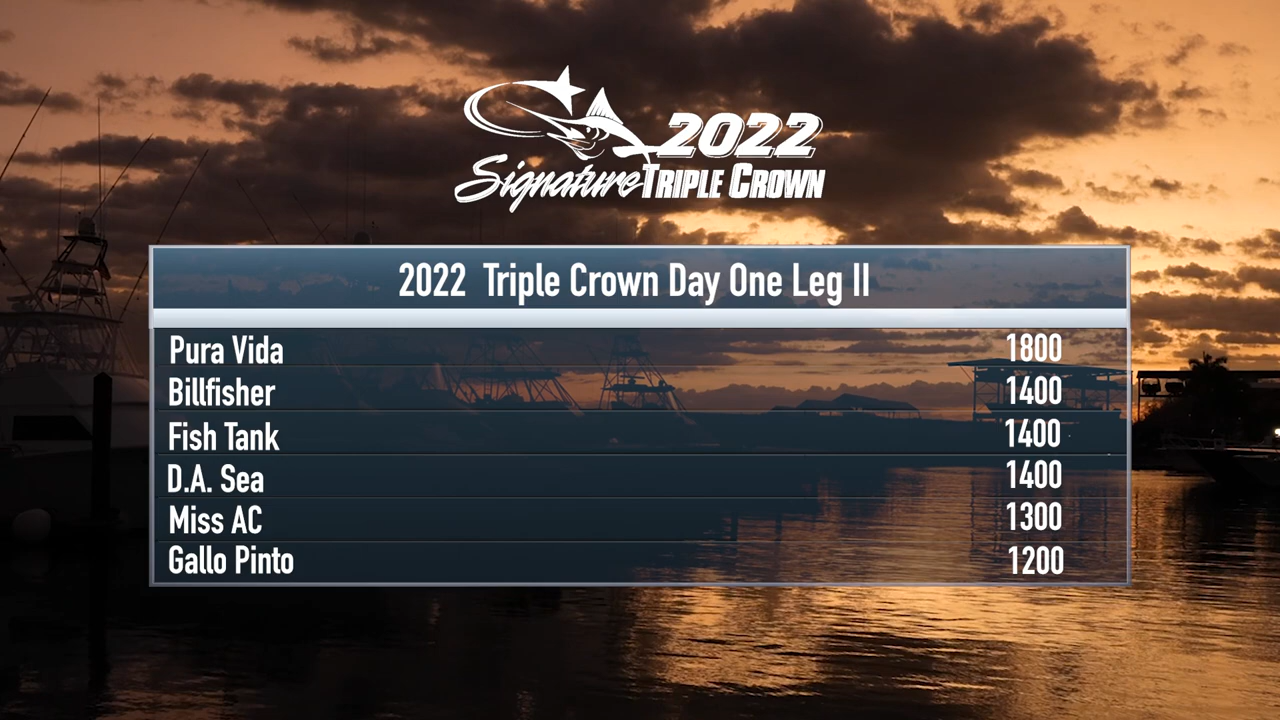 2022
Signature TRIPLE CROWN
2022 Triple Crown Day One Leg II
Pura Vida 1800
Billfisher 1400
Fish Tank 1400
D.A. Sea 1400
Miss AC 1300
Gallo Pinto 1200